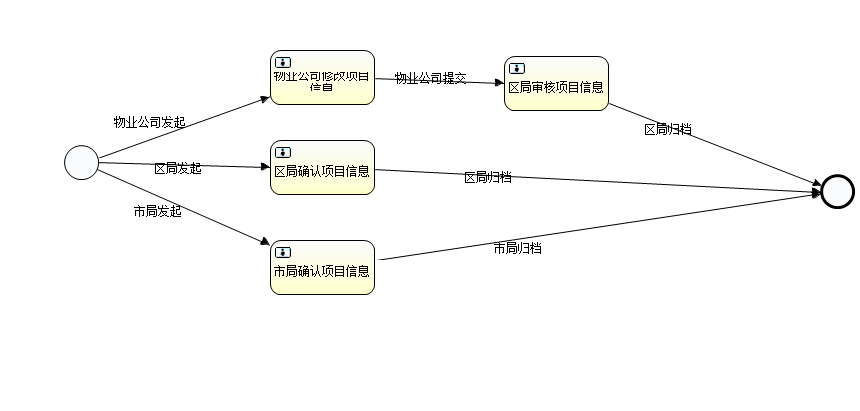 物业公司修改项目
信息
物业公司提交
区局审核项目信息
物业公司发起
区局归档
区局发起
区局确认项目信息
区局归档
市局发起
市局归档
市局确认项目信息